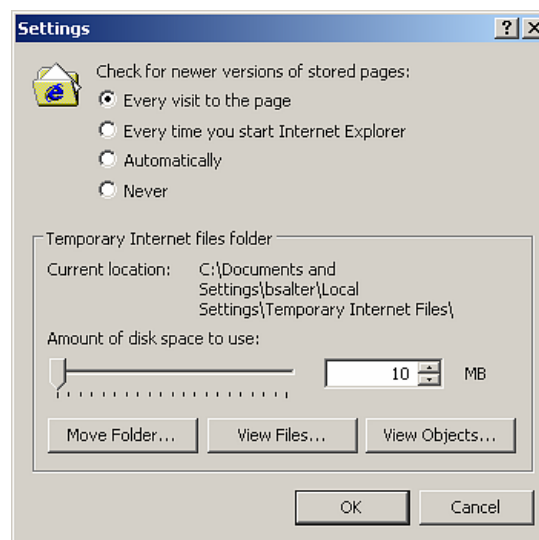 Settings
Check for newer versions of stored pages:
Every visit to the page
Every time you start Internet Explorer
Automatically
Never
Temporary Internet files folder
Current location: C:\Documents and
Settings\bsalter\Local
Settings\Temporary Internet Files\
Amount of disk space to use:
10 MB
Move Folder... View Files... View Objects...
OK Cancel